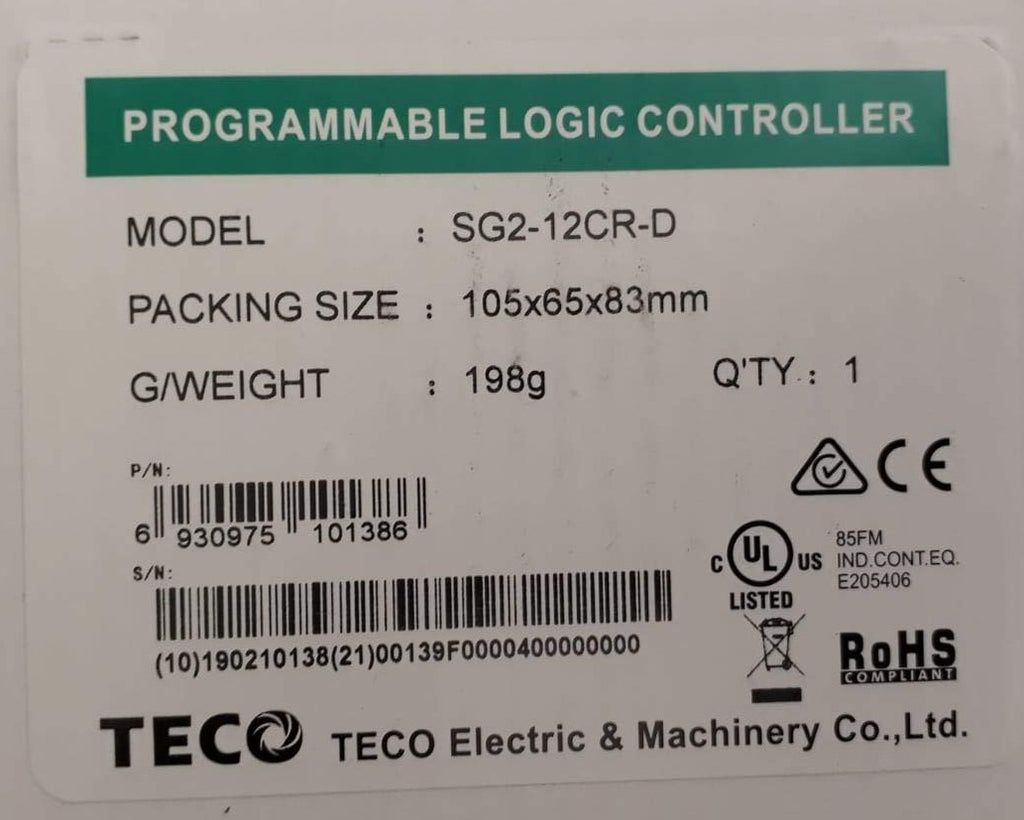 PROGRAMMABLE LOGIC CONTROLLER
MODEL : SG2-12CR-D
PACKING SIZE : 105x65x83mm
G/WEIGHT : 198g Q'TY.: 1
P/N:
6 930975 101386
S/N:
(10)190210138(21)00139F0000400000000
CE
C UL US
LISTED
85FM
IND.CONT.EQ.
E205406
RoHS
COMPLIANT
TECO TECO Electric & Machinery Co.,Ltd.